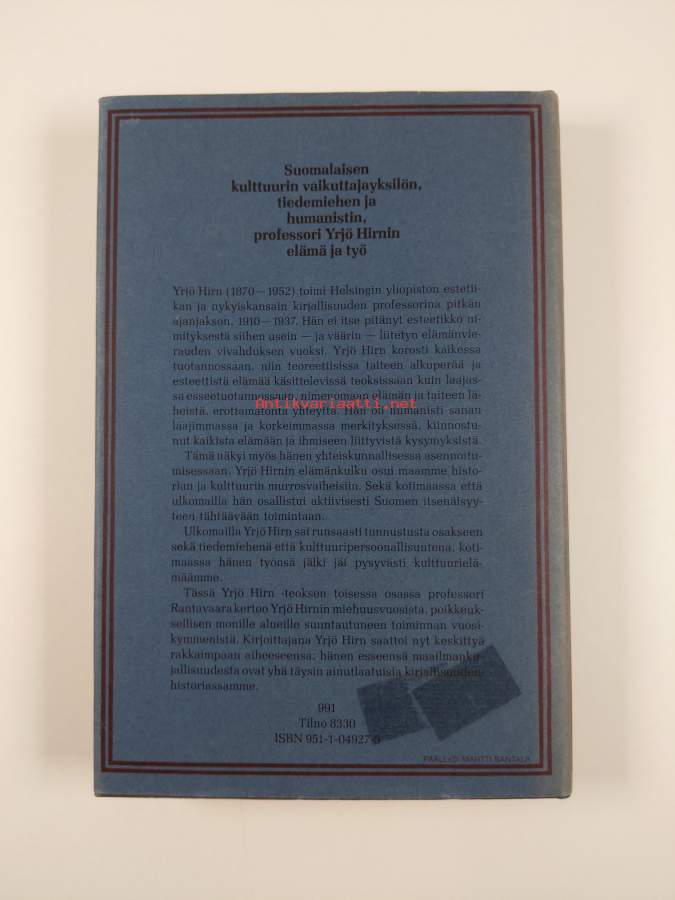 Suomalaisen
kulttuurin vaikuttajayksilön,
tiedemiehen ja
humanistin,
professori Yrjö Hirnin
elämä ja työ
Yrjö Hirn (1870—1952) toimi Helsingin yliopiston estetii-
kan ja nykyiskansain kirjallisuuden professorina pitkän
ajanjakson, 1910—1937. Hän ei itse pitänyt esteetikko ni-
mityksestä siihen usein — ja väärin — liitetyn elämänvie-
rauden vivahduksen vuoksi. Yrjö Hirn korosti kaikessa
tuotannossaan, niin teoreettisissa taiteen alkuperää ja
esteettistä elämää käsittelevissä teoksissaan kuin laajas-
sa esseetuotannossaan, nimenomaan elämän ja taiteen lä-
heistä, erottamatonta yhteyttä. Hän oli humanisti sanan
laajimmassa ja korkeimmassa merkityksessä, kiinnostu-
nut kaikista elämään ja ihmiseen liittyvistä kysymyksistä.
Tämä näkyi myös hänen yhteiskunnallisessa asennoitu-
misessaan. Yrjö Hirnin elämänkulku osui maamme histo-
rian ja kulttuurin murrosvaiheisiin. Sekä kotimaassa että
ulkomailla hän osallistui aktiivisesti Suomen itsenäisyy-
teen tähtäävään toimintaan.
Ulkomailla Yrjö Hirn sai runsaasti tunnustusta osakseen
sekä tiedemiehenä että kulttuuripersoonallisuutena, koti-
maassa hänen työnsä jälki jäi pysyvästi kulttuurielä-
määmme.
Tässä Yrjö Hirn -teoksen toisessa osassa professori
Rantavaara kertoo Yrjö Hirnin miehuusvuosista, poikkeuk-
sellisen monille alueille suuntautuneen toiminnan vuosi-
kymmenistä. Kirjoittajana Yrjö Hirn saattoi nyt keskittyä
rakkaimpaan aiheeseensa, hänen esseensä maailmankir-
jallisuudesta ovat yhä täysin ainutlaatuisia kirjallisuuden-
historiassamme.
991
Tilno 8330
ISBN 951-1-04927-5
PÄÄLLYS: MARTTI SANTALA
Antikvariaatti.net